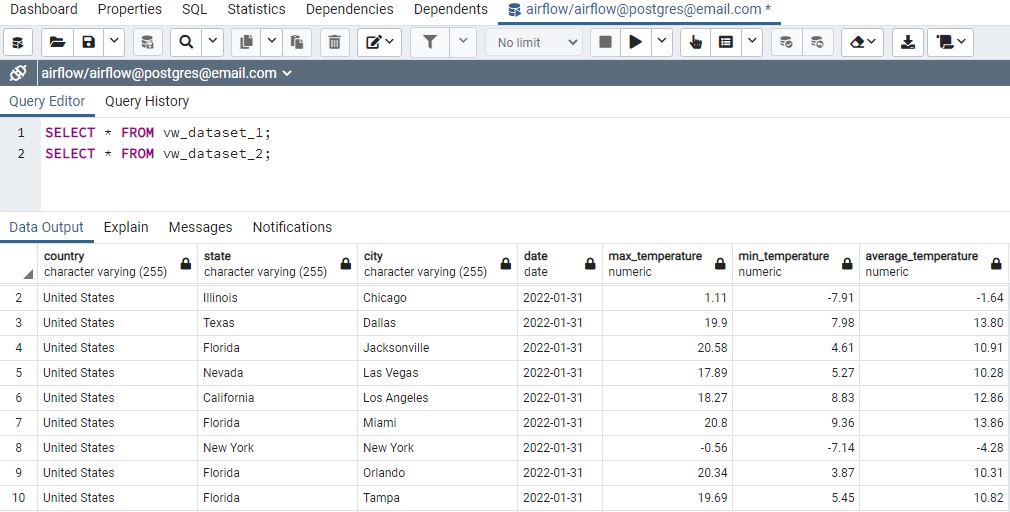 Dashboard Properties SQL Statistics Dependencies Dependents airflow/airflow@postgres@email.com *
No limit
airflow/airflow@postgres@email.com
Query Editor Query History
1 SELECT * FROM vw_dataset_1;
2 SELECT * FROM vw_dataset_2;
Data Output Explain Messages Notifications
country state city date max_temperature min_temperature average_temperature
character varying (255) character varying (255) character varying (255) date numeric numeric numeric
2 United States Illinois Chicago 2022-01-31 1.11 -7.91 -1.64
3 United States Texas Dallas 2022-01-31 19.9 7.98 13.80
4 United States Florida Jacksonville 2022-01-31 20.58 4.61 10.91
5 United States Nevada Las Vegas 2022-01-31 17.89 5.27 10.28
6 United States California Los Angeles 2022-01-31 18.27 8.83 12.86
7 United States Florida Miami 2022-01-31 20.8 9.36 13.86
8 United States New York New York 2022-01-31 -0.56 -7.14 -4.28
9 United States Florida Orlando 2022-01-31 20.34 3.87 10.31
10 United States Florida Tampa 2022-01-31 19.69 5.45 10.82